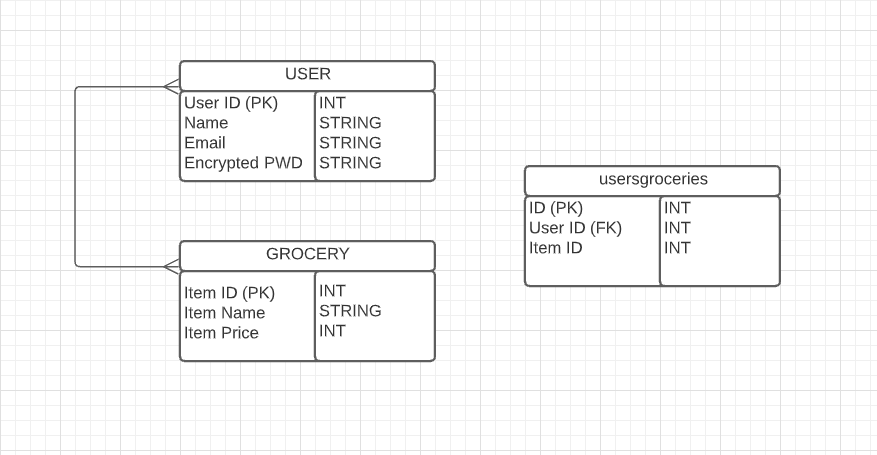 USER
User ID (PK) INT
Name STRING
Email STRING
Encrypted PWD STRING
GROCERY
Item ID (PK) INT
Item Name STRING
Item Price INT
usersgroceries
ID (PK) INT
User ID (FK) INT
Item ID INT